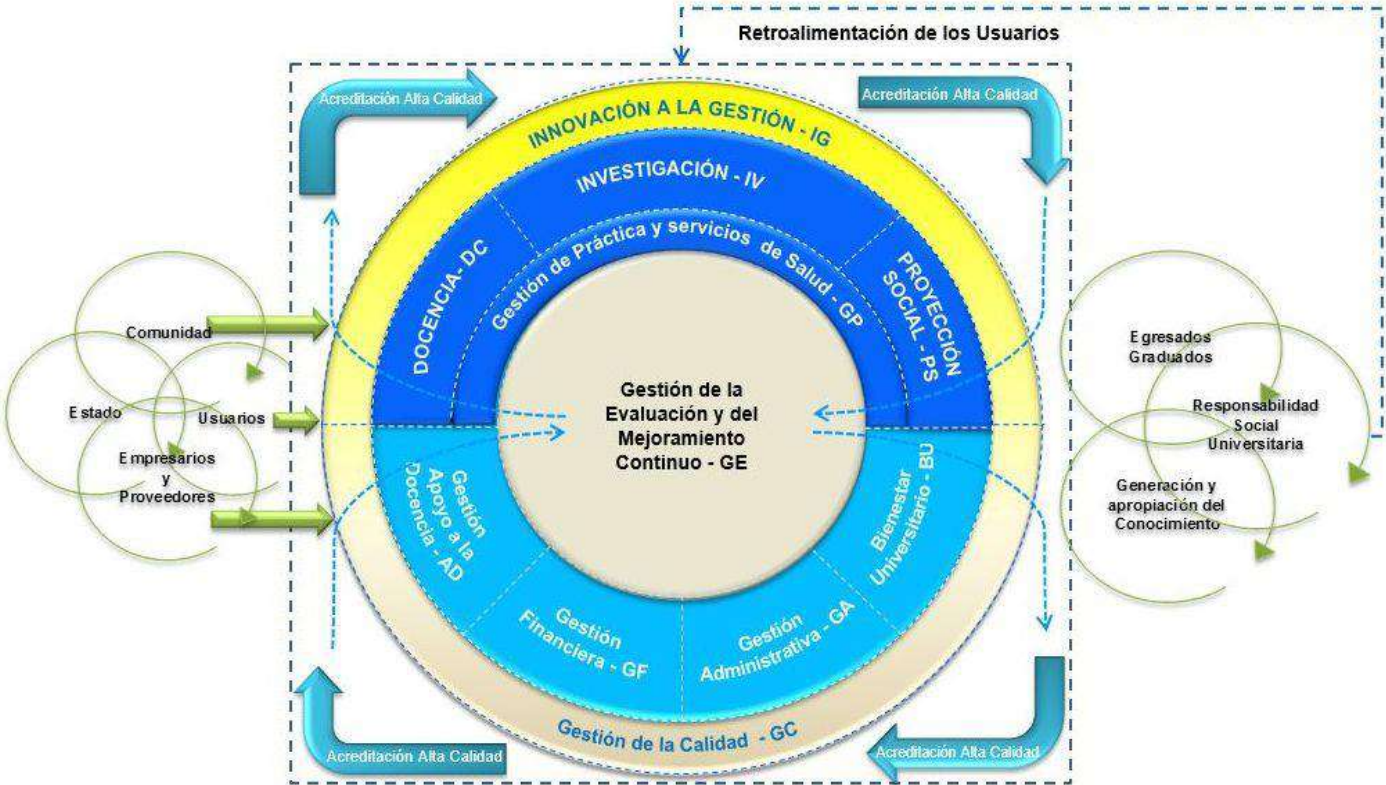 Retroalimentación de los Usuarios
Acreditación Alta Calidad
Acreditación Alta Calidad
INNOVACIÓN A LA GESTIÓN - IG
INVESTIGACIÓN - IV
DOCENCIA- DC
Gestión de Práctica y servicios de Salud - GP
PROYECCIÓN
SOCIAL - PS
Comunidad
Estado
Usuarios
Empresarios
y
Proveedores
Gestión de la
Evaluación y del
Mejoramiento
Continuo - GE
Egresados
Graduados
Responsabilidad
Social
Universitaria
Generación y
apropiación del
Conocimiento
Gestión
Apoyo a la
Docencia - AD
Gestión
Financiera - GF
Gestión
Administrativa - GA
Bienestar
Universitario - BU
Gestión de la Calidad - GC
Acreditación Alta Calidad
Acreditación Alta Calidad